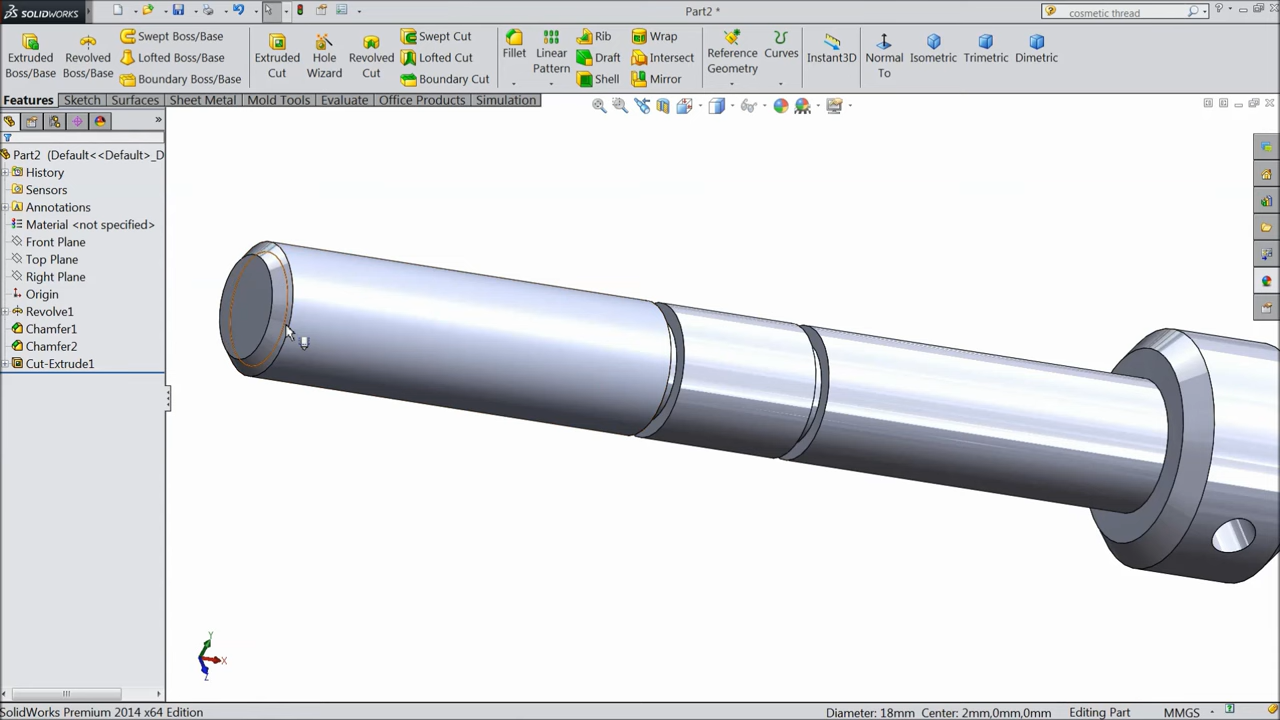 SOLIDWORKS
Part2 *
cosmetic thread
Extruded Boss/Base
Revolved Boss/Base
Swept Boss/Base
Lofted Boss/Base
Boundary Boss/Base
Extruded Cut
Hole Wizard
Revolved Cut
Swept Cut
Lofted Cut
Boundary Cut
Fillet
Linear Pattern
Rib
Draft
Shell
Wrap
Intersect
Mirror
Reference Geometry
Curves
Instant3D
Normal To
Isometric
Trimetric
Dimetric
Features Sketch Surfaces Sheet Metal Mold Tools Evaluate Office Products Simulation
Part2 (Default<<Default>_D
History
Sensors
Annotations
Material <not specified>
Front Plane
Top Plane
Right Plane
Origin
Revolve1
Chamfer1
Chamfer2
Cut-Extrude1
Y
X
Z
SolidWorks Premium 2014 x64 Edition
Diameter: 18mm Center: 2mm,0mm,0mm
Editing Part
MMGS